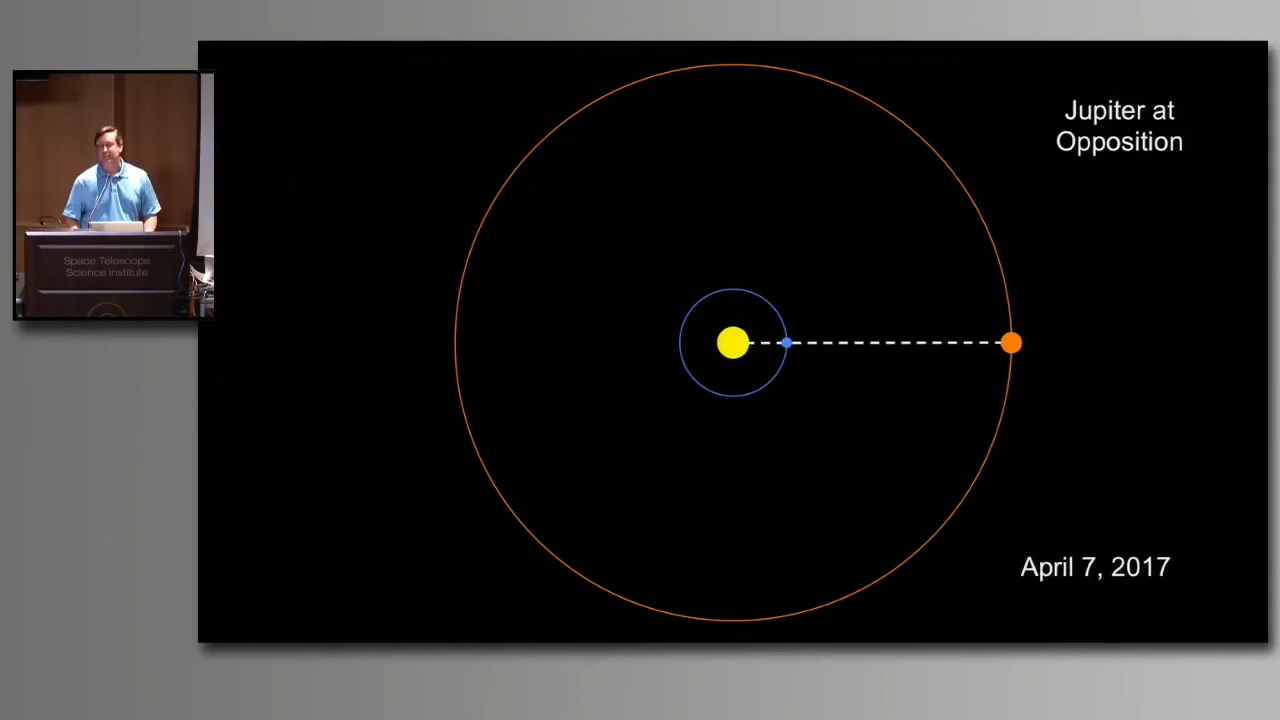 Jupiter at
Opposition
Space Telescope
Science Institute
April 7, 2017